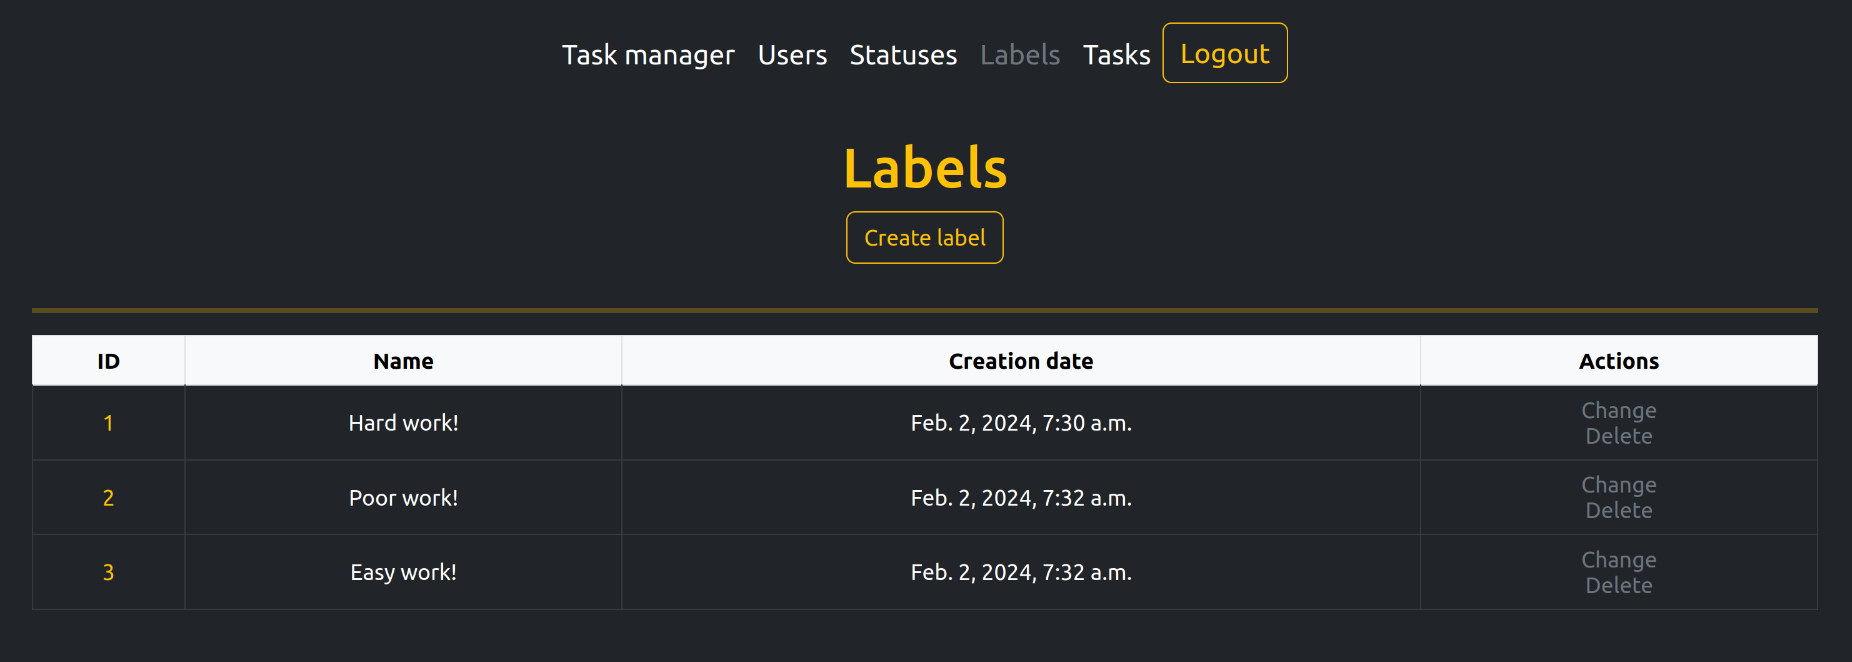 Task manager Users Statuses Labels Tasks Logout
Labels
Create label
ID Name Creation date Actions
1 Hard work! Feb. 2, 2024, 7:30 a.m. Change
Delete
2 Poor work! Feb. 2, 2024, 7:32 a.m. Change
Delete
3 Easy work! Feb. 2, 2024, 7:32 a.m. Change
Delete